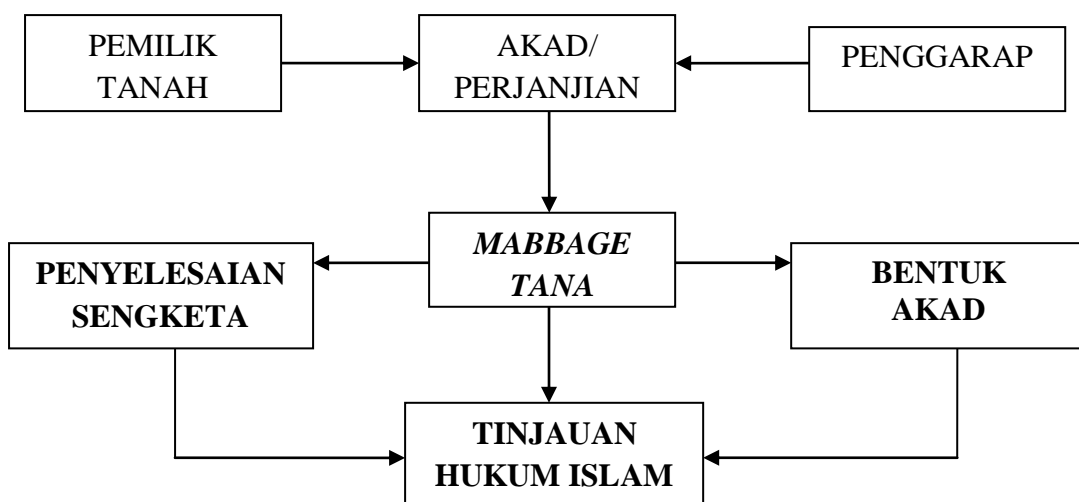 PEMILIK
TANAH
AKAD/
PERJANJIAN
PENGGARAP
PENYELESAIAN
SENGKETA
MABBAGE
TANA
BENTUK
AKAD
TINJAUAN
HUKUM ISLAM